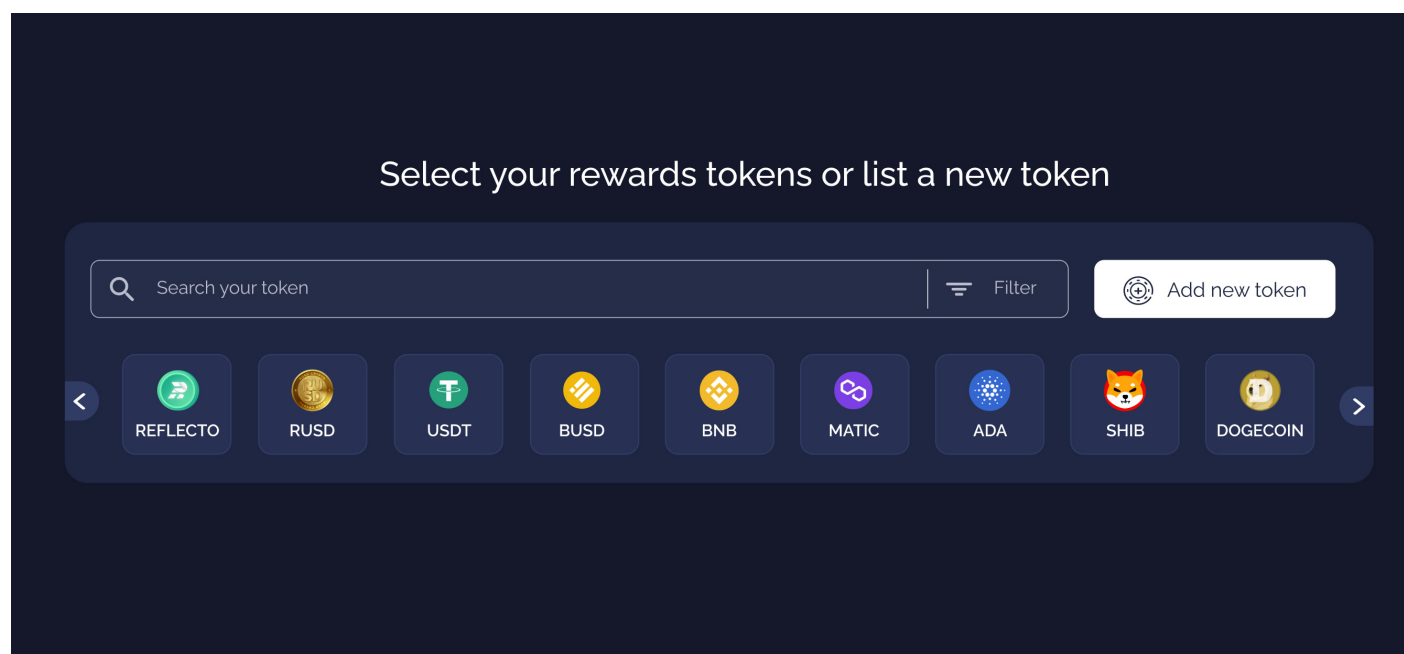 Select your rewards tokens or list a new token
Search your token
Filter
Add new token
REFLECTO
RUSD
USDT
BUSD
BNB
MATIC
ADA
SHIB
DOGECOIN